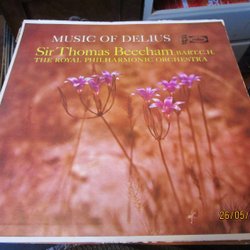 MUSIC OF DELIUS
Sir Thomas Beecham, BART., C.H.
THE ROYAL PHILHARMONIC ORCHESTRA
26/05/